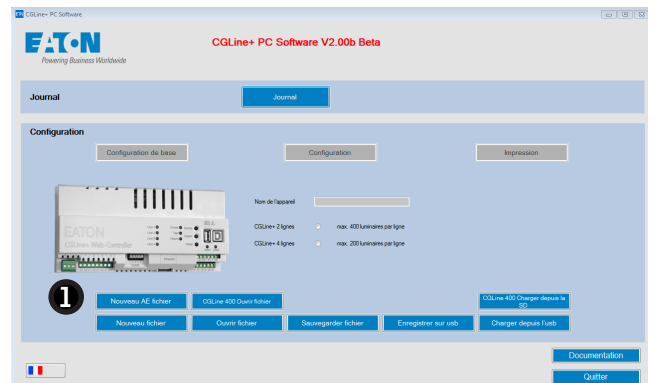 CGLine+ PC Software
EATON
Powering Business Worldwide
CGLine+ PC Software V2.00b Beta
Journal
Journal
Configuration
Configuration de base
Configuration
Impression
Nom de l'appareil
CGLine+ 2 lignes
max. 400 luminaires par ligne
CGLine+ 4 lignes
max. 200 luminaires par ligne
EATON
CGLine+ Web-Controller
1
Nouveau AE fichier
CGLine 400 Ouvrir fichier
CGLine 400 Charger depuis la
SD
Nouveau fichier
Ouvrir fichier
Sauvegarder fichier
Enregistrer sur usb
Charger depuis l'usb
Documentation
Quitter